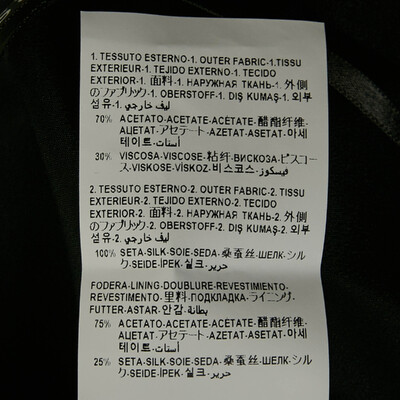 1. TESSUTO ESTERNO-1. OUTER FABRIC-1.TISSU
EXTERIEUR-1. TEJIDO EXTERNO-1. TECIDO
EXTERIOR-1. 面料-1. НАРУЖНАЯ ТКАНЬ-1. 外側
のファブリック-1. OBERSTOFF-1. DIŞ KUMAŞ-1. 외부
섬유-1. ليف خارجي
70% ACETATO-ACETATE-ACÉTATE-醋酯纤维-
АЦЕТАТ-アセテート-AZETAT-ASETAT-아세
테이트-أسيتات
30% VISCOSA-VISCOSE-粘纤-ВИСКОЗА-ビスコー
ス-VISKOSE-VİSKOZ-비스코스-فيسكوز
2. TESSUTO ESTERNO-2. OUTER FABRIC-2. TISSU
EXTERIEUR-2. TEJIDO EXTERNO-2. TECIDO
EXTERIOR-2. 面料-2. НАРУЖНАЯ ТКАНЬ-2. 外側
のファブリック-2. OBERSTOFF-2. DIŞ KUMAŞ-2. 외부
섬유-2. ليف خارجي
100% SETA-SILK-SOIE-SEDA-桑蚕丝-ШЕЛК-シル
ク-SEIDE-İPEK-실크-حرير
FODERA-LINING-DOUBLURE-REVESTIMIENTO-
REVESTIMENTO-里料-ПОДКЛАДКА-ライニング-
FUTTER-ASTAR-안감-بطانة
75% ACETATO-ACETATE-ACÉTATE-醋酯纤维-
АЦЕТАТ-アセテート-AZETAT-ASETAT-아세
테이트-أسيتات
25% SETA-SILK-SOIE-SEDA-桑蚕丝-ШЕЛК-シル
ク-SEIDE-İPEK-실크-حرير